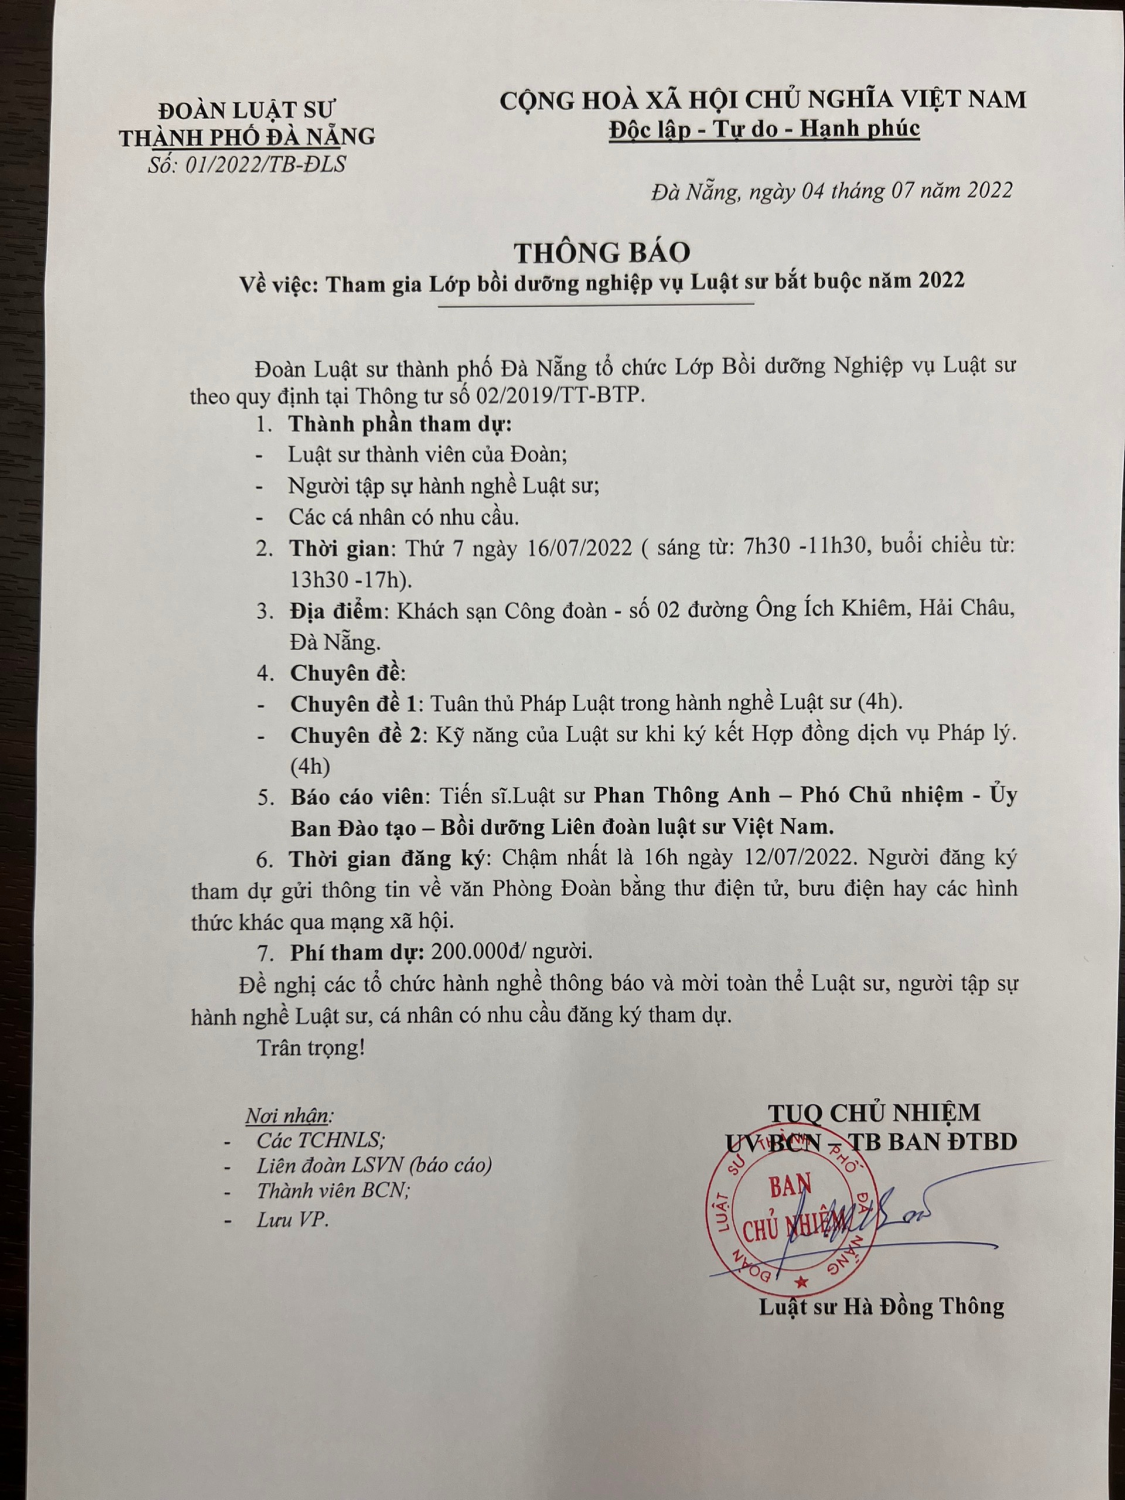 ĐOÀN LUẬT SƯ
THÀNH PHỐ ĐÀ NẴNG
Số: 01/2022/TB-ĐLS
CỘNG HOÀ XÃ HỘI CHỦ NGHĨA VIỆT NAM
Độc lập - Tự do - Hạnh phúc
Đà Nẵng, ngày 04 tháng 07 năm 2022
THÔNG BÁO
Về việc: Tham gia Lớp bồi dưỡng nghiệp vụ Luật sư bắt buộc năm 2022
Đoàn Luật sư thành phố Đà Nẵng tổ chức Lớp Bồi dưỡng Nghiệp vụ Luật sư
theo quy định tại Thông tư số 02/2019/TT-BTP.
1. Thành phần tham dự:
- Luật sư thành viên của Đoàn;
- Người tập sự hành nghề Luật sư;
- Các cá nhân có nhu cầu.
2. Thời gian: Thứ 7 ngày 16/07/2022 ( sáng từ: 7h30 -11h30, buổi chiều từ:
13h30 -17h).
3. Địa điểm: Khách sạn Công đoàn - số 02 đường Ông Ích Khiêm, Hải Châu,
Đà Nẵng.
4. Chuyên đề:
- Chuyên đề 1: Tuân thủ Pháp Luật trong hành nghề Luật sư (4h).
- Chuyên đề 2: Kỹ năng của Luật sư khi ký kết Hợp đồng dịch vụ Pháp lý.
(4h)
5. Báo cáo viên: Tiến sĩ.Luật sư Phan Thông Anh – Phó Chủ nhiệm - Ủy
Ban Đào tạo – Bồi dưỡng Liên đoàn luật sư Việt Nam.
6. Thời gian đăng ký: Chậm nhất là 16h ngày 12/07/2022. Người đăng ký
tham dự gửi thông tin về văn Phòng Đoàn bằng thư điện tử, bưu điện hay các hình
thức khác qua mạng xã hội.
7. Phí tham dự: 200.000đ/ người.
Đề nghị các tổ chức hành nghề thông báo và mời toàn thể Luật sư, người tập sự
hành nghề Luật sư, cá nhân có nhu cầu đăng ký tham dự.
Trân trọng!
Nơi nhận:
- Các TCHNLS;
- Liên đoàn LSVN (báo cáo)
- Thành viên BCN;
- Lưu VP.
TUQ CHỦ NHIỆM
UV BCN – TB BAN ĐTBD
ĐOÀN LUẬT SƯ THÀNH PHỐ ĐÀ NẴNG
BAN
CHỦ NHIỆM
Luật sư Hà Đồng Thông